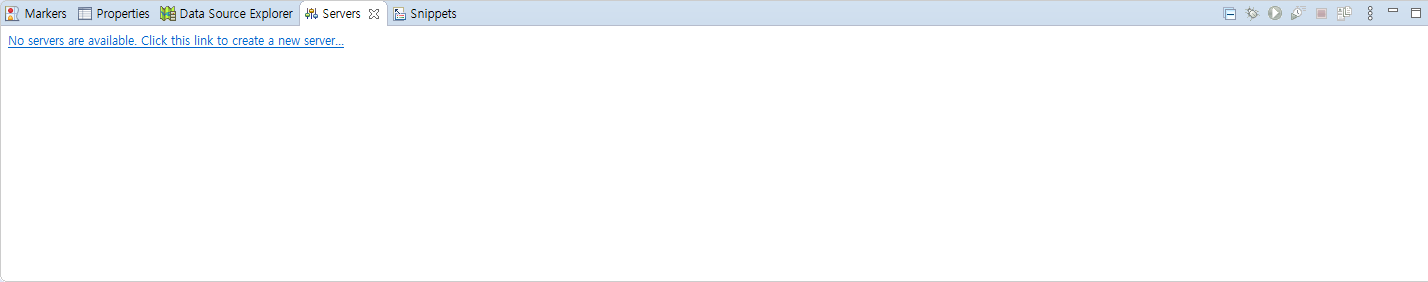 Markers Properties Data Source Explorer Servers Snippets
No servers are available. Click this link to create a new server...